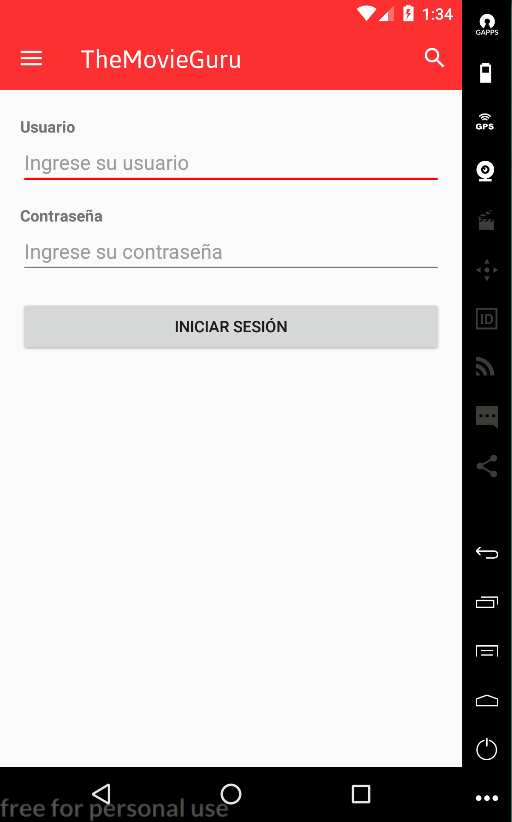 1:34
GAPPS
TheMovieGuru
GPS
Usuario
Ingrese su usuario
Contraseña
Ingrese su contraseña
ID
INICIAR SESIÓN
free for personal use